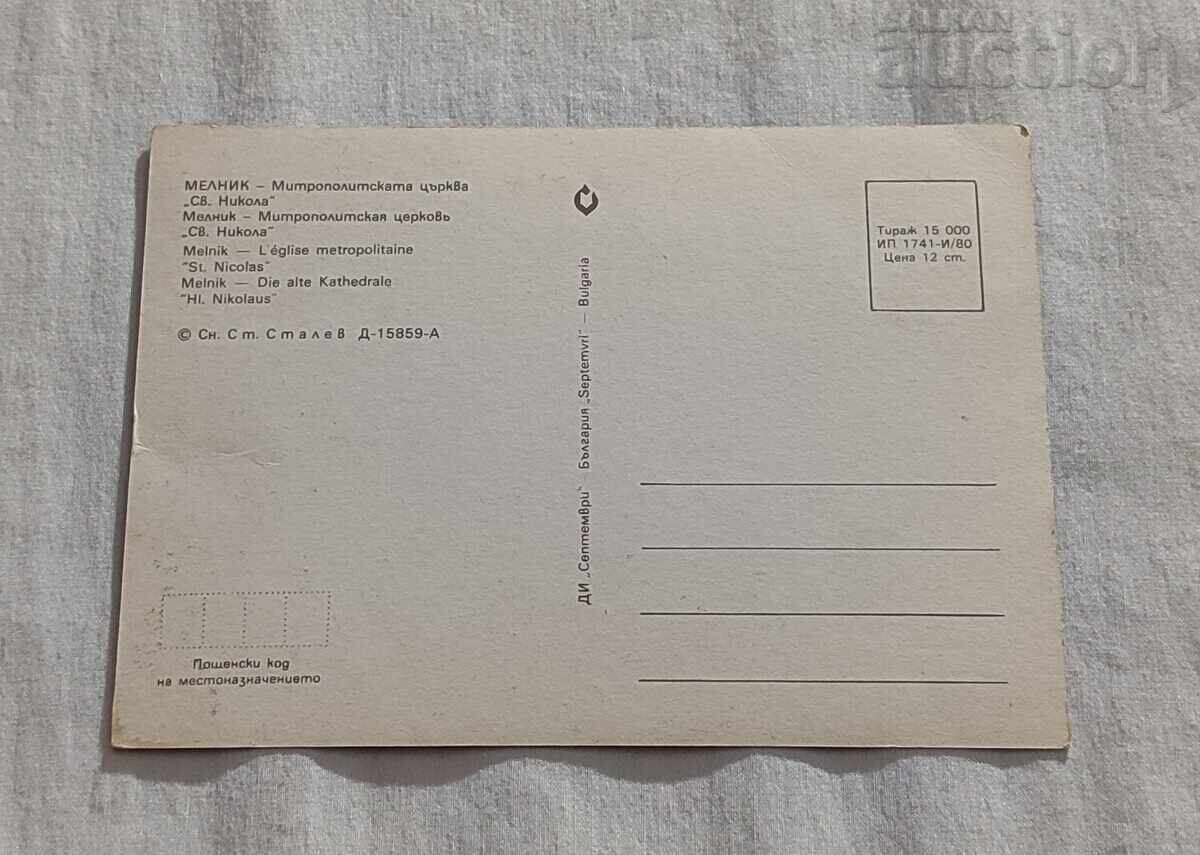 auction
МЕЛНИК – Митрополитската църква
„Св. Никола"
Мелник – Митрополитская церковь
„Св. Никола"
Melnik — L'église metropolitaine
"St. Nicolas"
Melnik — Die alte Kathedrale
"Hl. Nikolaus"
© Сн. Ст. Сталев Д-15859-А
Пощенски код
на местоназначението
ДИ „Септември" България „Septemvri" — Bulgaria
Тираж 15 000
ИП 1741-И/80
Цена 12 ст.